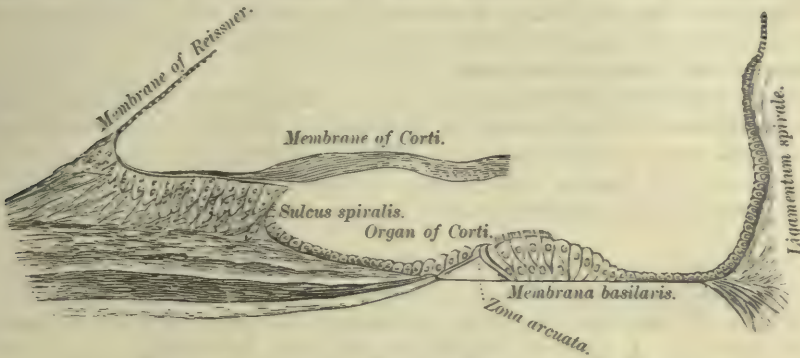 Membrane of Reissner.
Membrane of Corti.
Sulcus spiralis.
Organ of Corti.
Ligamentum spirale.
Membrana basilaris.
Zona arcuata.